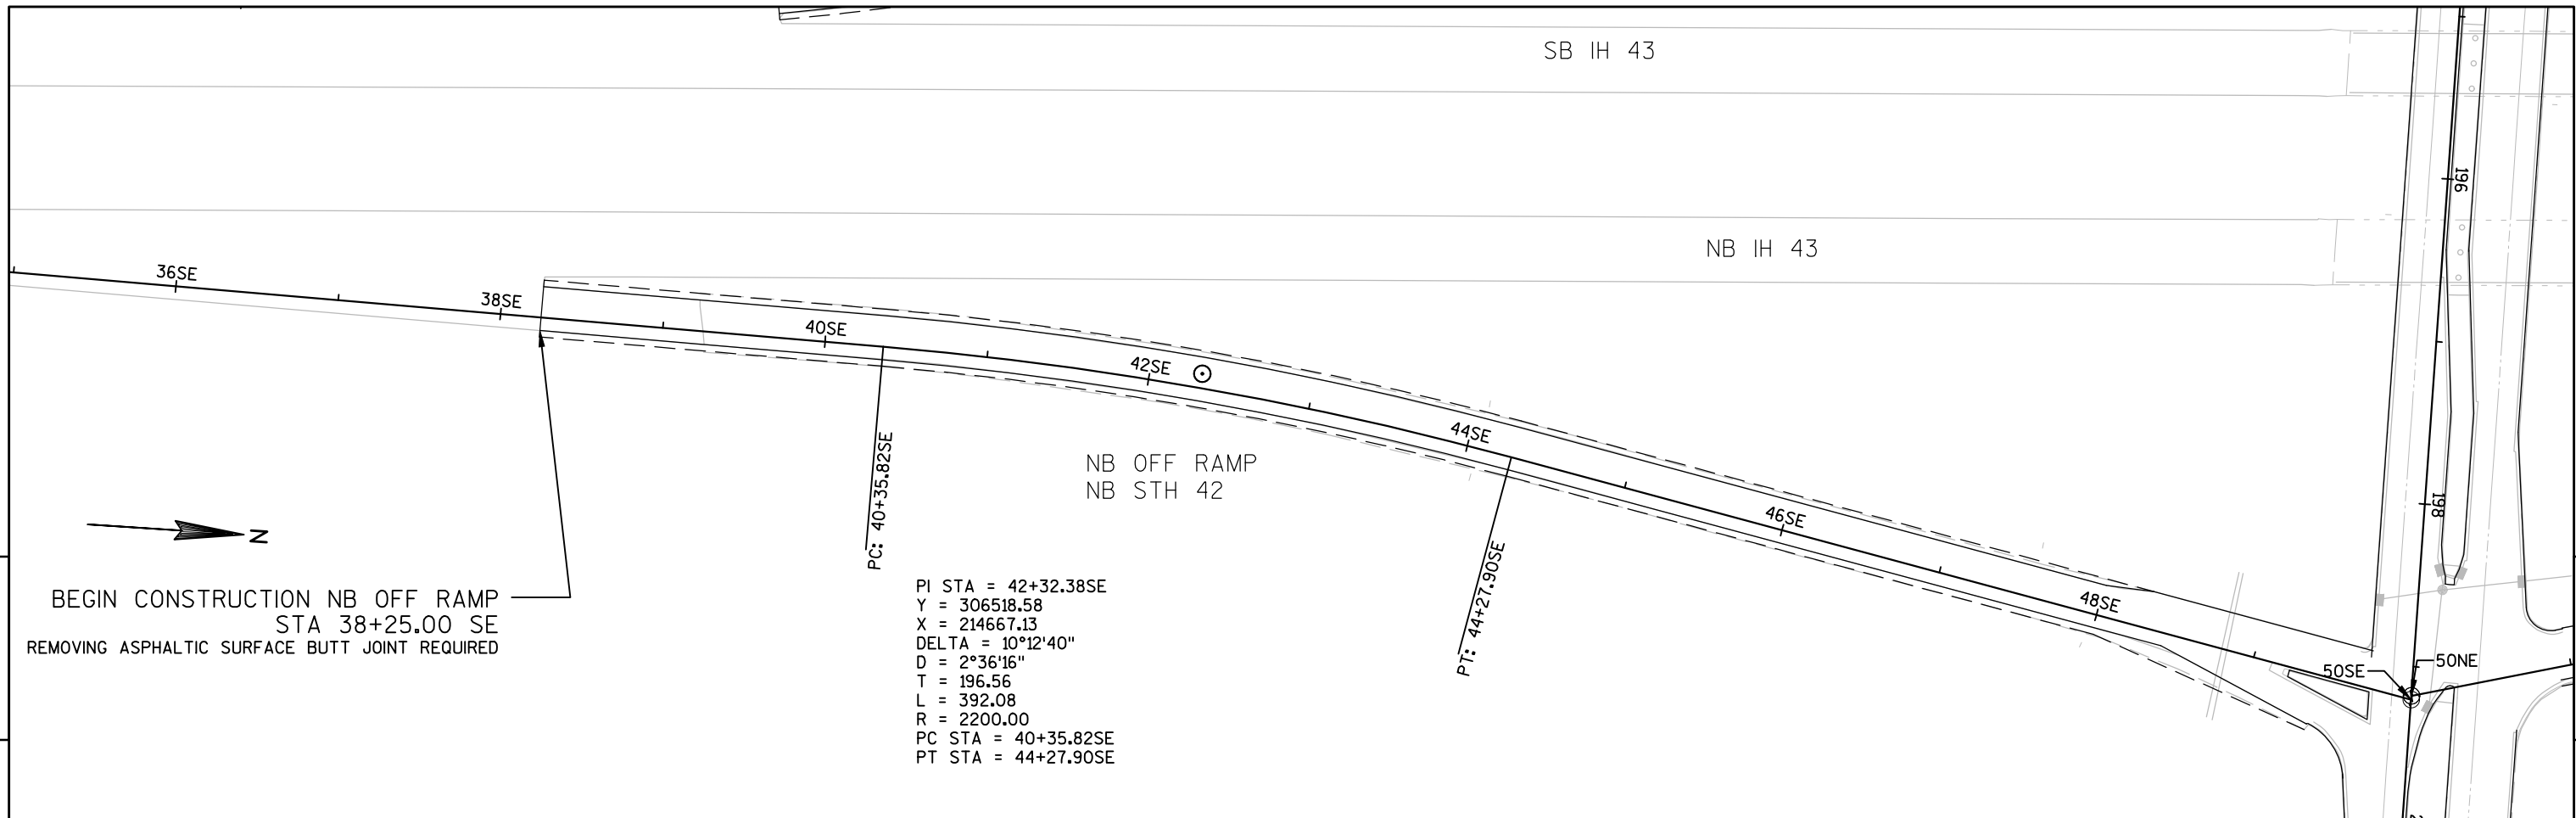 SB IH 43
196
NB IH 43
36SE
38SE
40SE
42SE
44SE
NB OFF RAMP
NB STH 42
PC: 40+35.82SE
198
46SE
N
PT: 44+27.90SE
BEGIN CONSTRUCTION NB OFF RAMP
STA 38+25.00 SE
REMOVING ASPHALTIC SURFACE BUTT JOINT REQUIRED
PI STA = 42+32.38SE
Y = 306518.58
X = 214667.13
DELTA = 10°12'40"
D = 2°36'16"
T = 196.56
L = 392.08
R = 2200.00
PC STA = 40+35.82SE
PT STA = 44+27.90SE
48SE
50SE
50NE